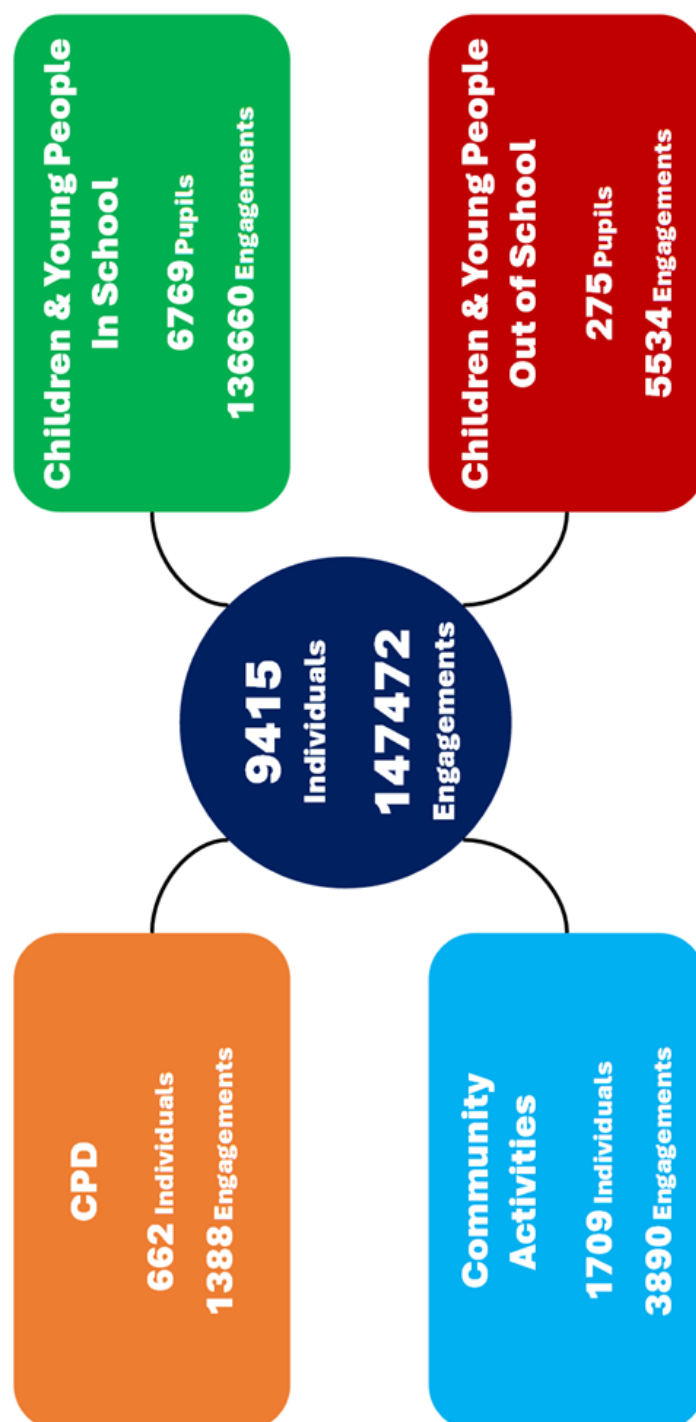 CPD
662 Individuals
1388 Engagements
Children & Young People
In School
6769 Pupils
136660 Engagements
9415
Individuals
147472
Engagements
Community
Activities
1709 Individuals
3890 Engagements
Children & Young People
Out of School
275 Pupils
5534 Engagements